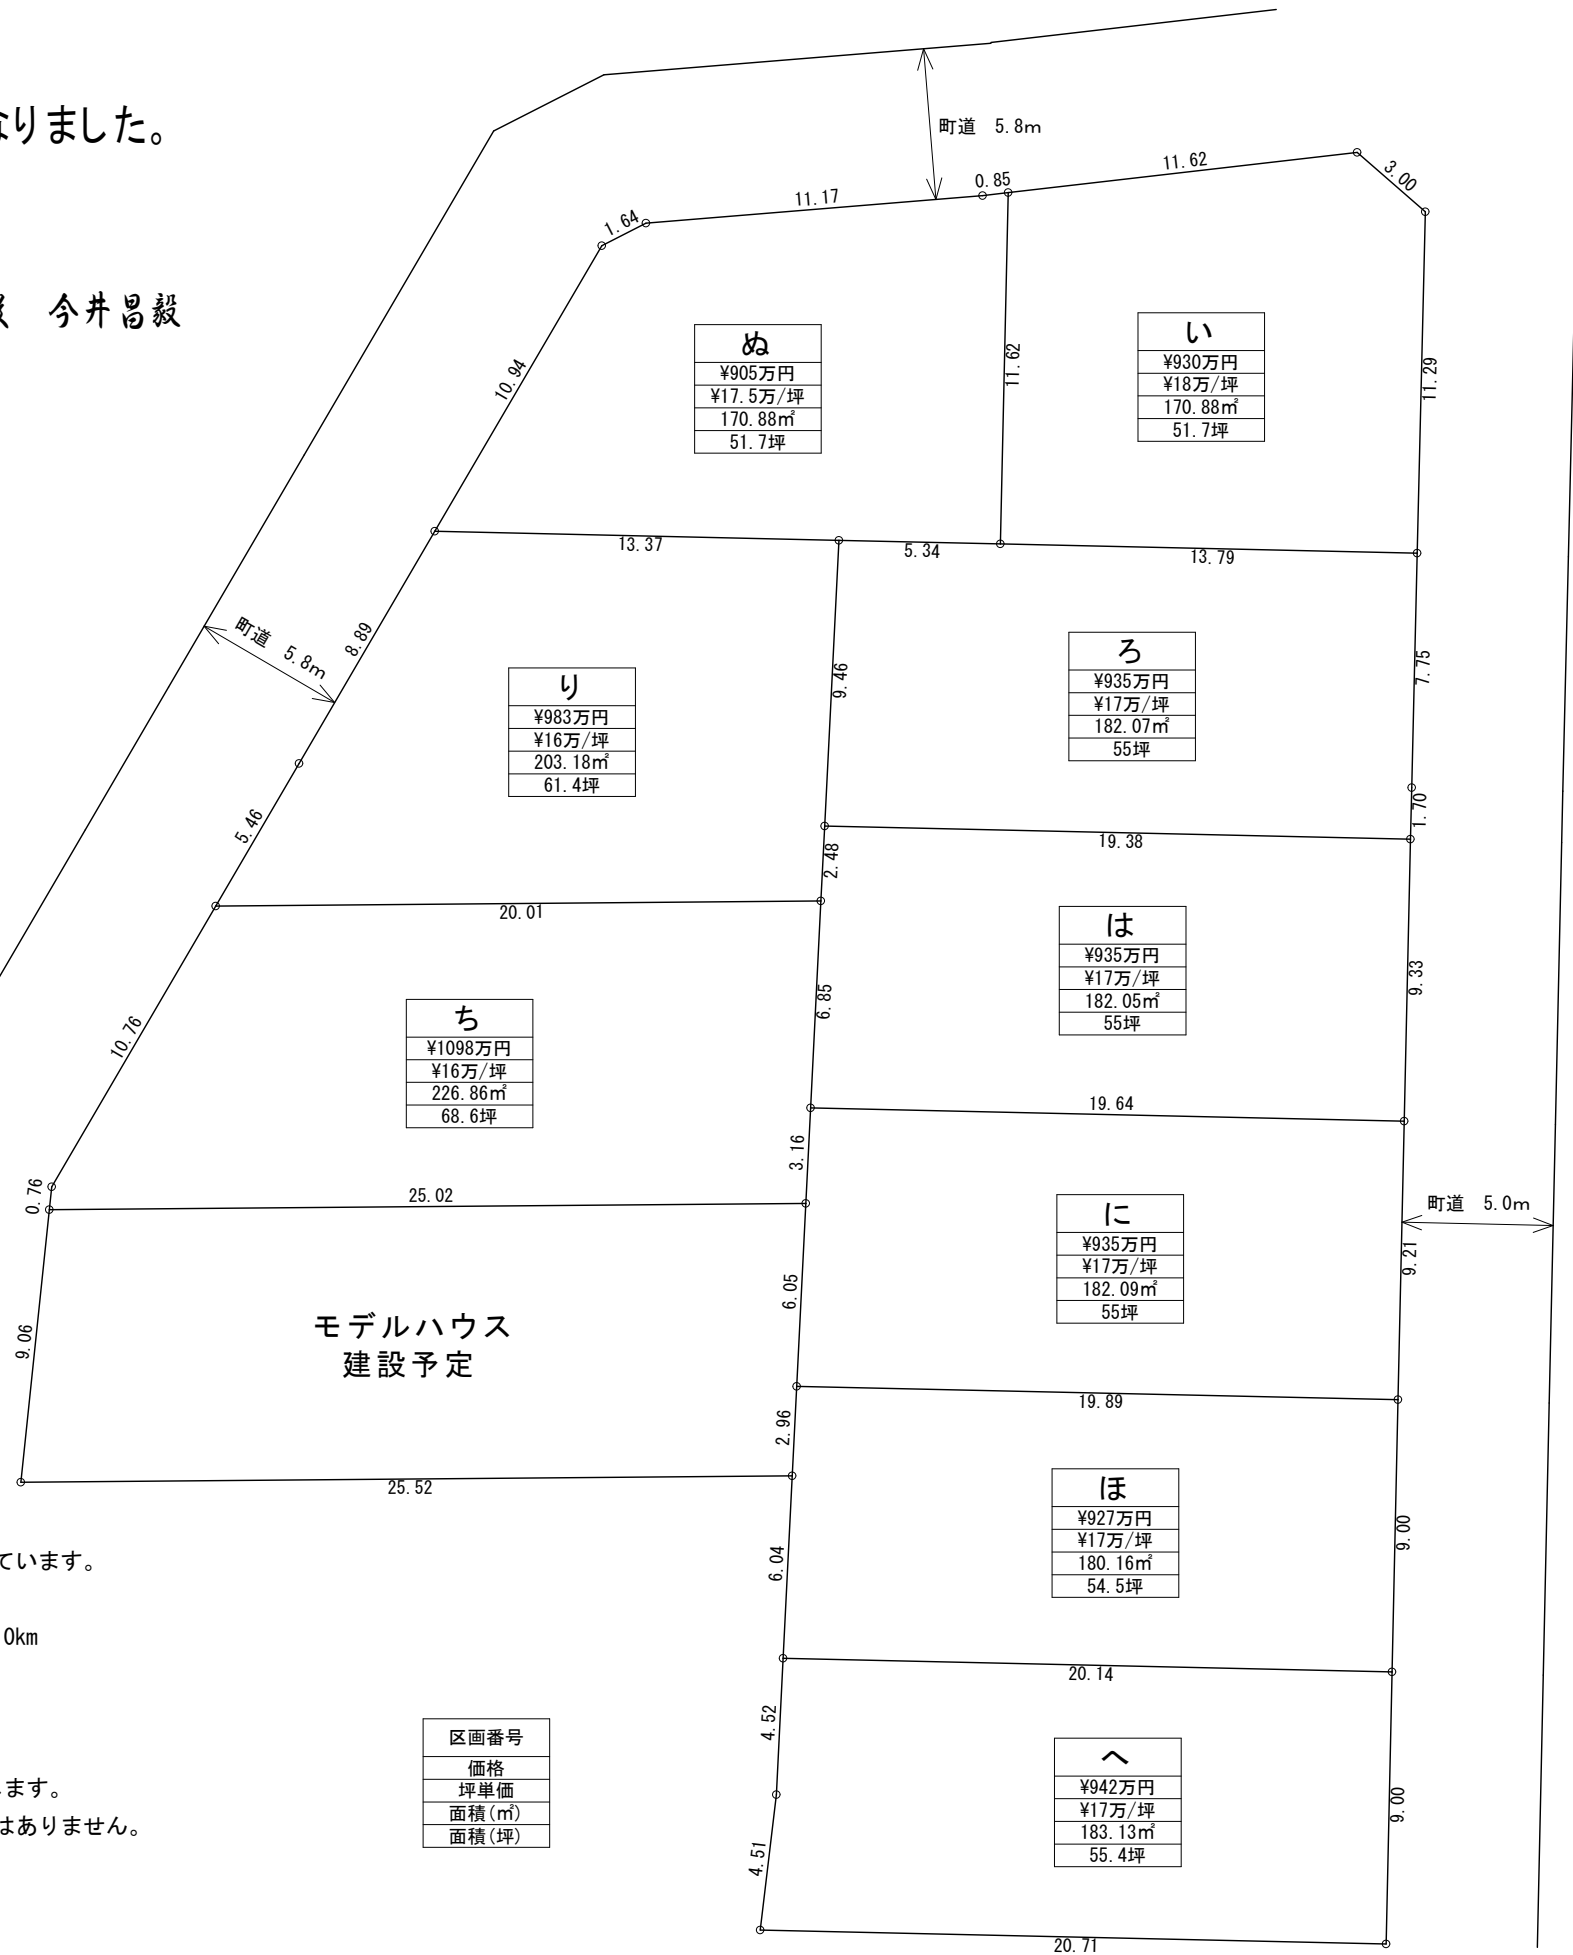 なりました。
今井昌毅
町道 5.8m
11.62
3.00
0.85
11.17
1.64
ぬ
¥905万円
¥17.5万/坪
170.88㎡
51.7坪
い
¥930万円
¥18万/坪
170.88㎡
51.7坪
10.94
11.62
11.29
13.37
5.34
13.79
町道 5.8m
8.89
り
¥983万円
¥16万/坪
203.18㎡
61.4坪
9.46
ろ
¥935万円
¥17万/坪
182.07㎡
55坪
7.75
1.70
5.46
2.48
19.38
20.01
は
¥935万円
¥17万/坪
182.05㎡
55坪
9.33
6.85
10.76
ち
¥1098万円
¥16万/坪
226.86㎡
68.6坪
19.64
3.16
0.76
25.02
に
¥935万円
¥17万/坪
182.09㎡
55坪
町道 5.0m
9.21
6.05
9.06
モデルハウス
建設予定
19.89
2.96
25.52
ほ
¥927万円
¥17万/坪
180.16㎡
54.5坪
9.00
6.04
ています。
0km
20.14
4.52
区画番号
価格
坪単価
面積(㎡)
面積(坪)
へ
¥942万円
¥17万/坪
183.13㎡
55.4坪
9.00
ます。
はありません。
4.51
20.71